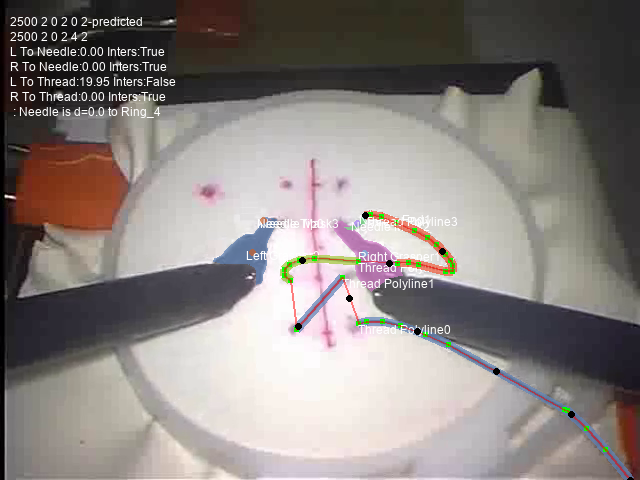 2500 2 0 2 0 2-predicted
2500 2 0 2 4 2
L To Needle:0.00 Inters:True
R To Needle:0.00 Inters:True
L To Thread:19.95 Inters:False
R To Thread:0.00 Inters:True
: Needle is d=0.0 to Ring_4
Polyline3
Right Grasper1
Thread Polyline1
Thread Polyline0